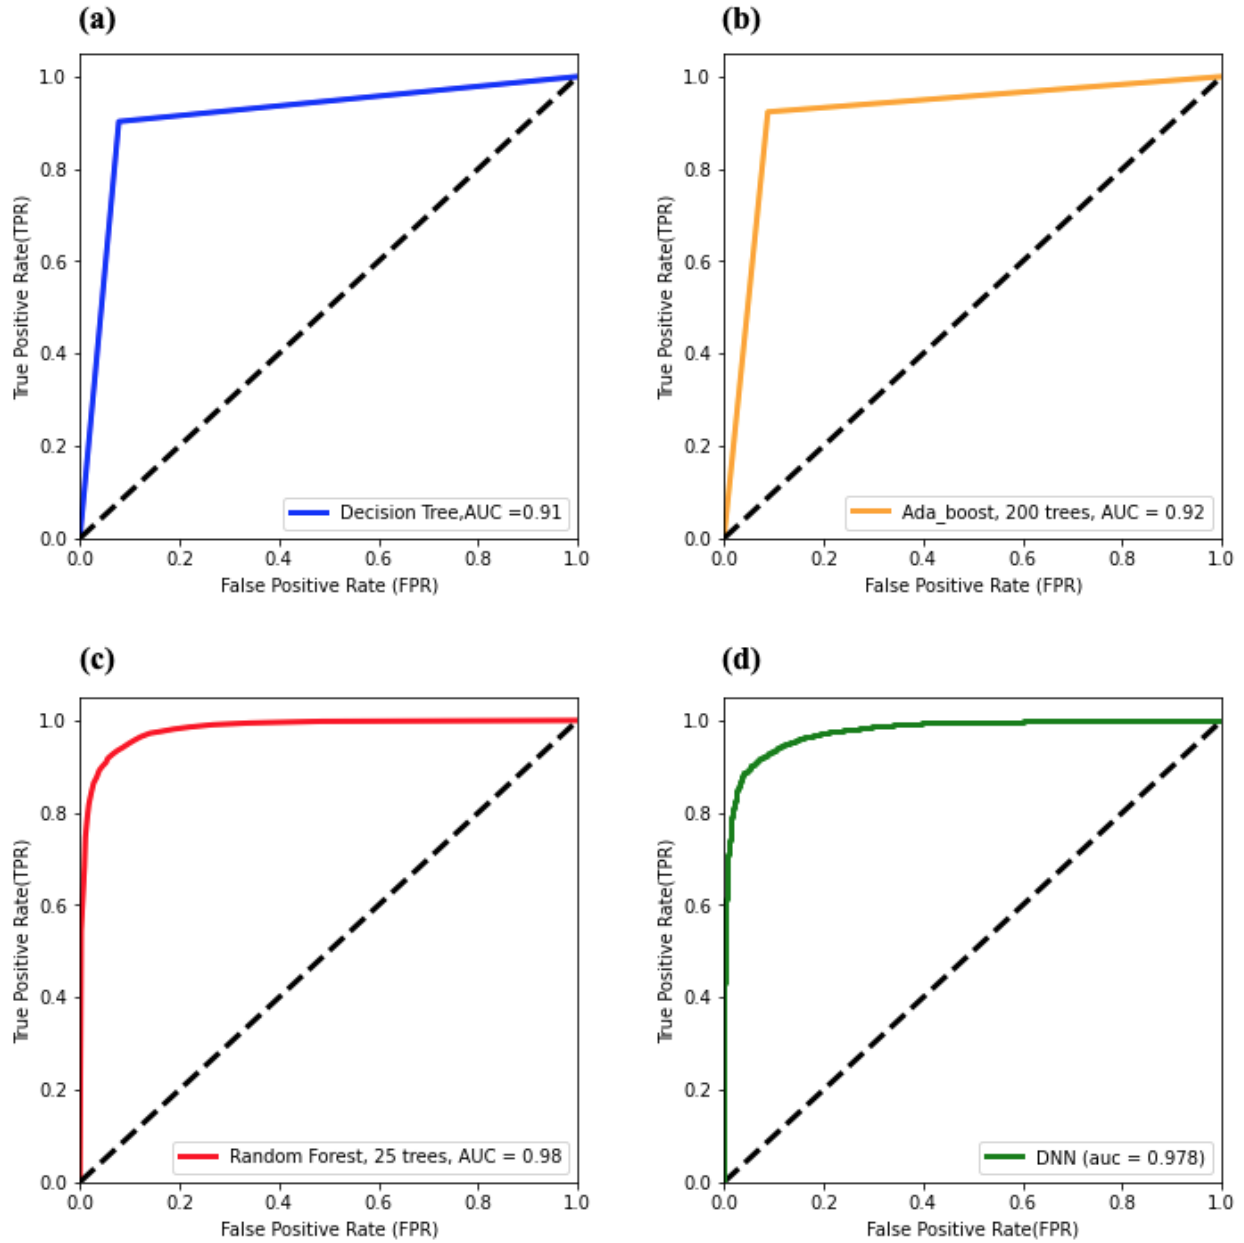 (a)
1.0
0.8
0.6
0.4
0.2
0.0
True Positive Rate(TPR)
Decision Tree,AUC =0.91
0.0 0.2 0.4 0.6 0.8 1.0
False Positive Rate (FPR)
(b)
1.0
0.8
0.6
0.4
0.2
0.0
True Positive Rate(TPR)
Ada_boost, 200 trees, AUC = 0.92
0.0 0.2 0.4 0.6 0.8 1.0
False Positive Rate (FPR)
(c)
1.0
0.8
0.6
0.4
0.2
0.0
True Positive Rate(TPR)
Random Forest, 25 trees, AUC = 0.98
0.0 0.2 0.4 0.6 0.8 1.0
False Positive Rate (FPR)
(d)
1.0
0.8
0.6
0.4
0.2
0.0
True Positive Rate(TPR)
DNN (auc = 0.978)
0.0 0.2 0.4 0.6 0.8 1.0
False Positive Rate(FPR)